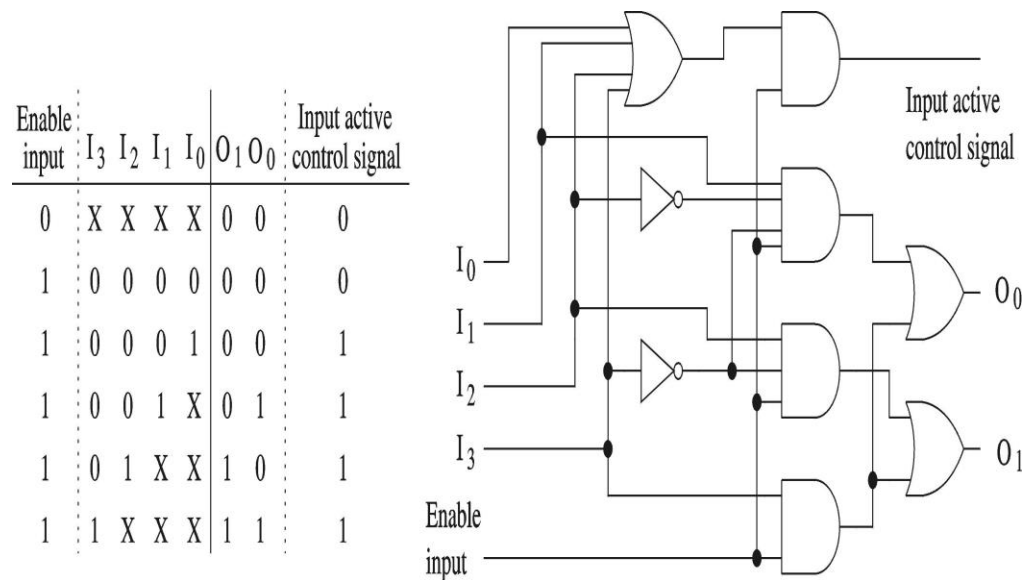 Enable input I3 I2 I1 I0 O1 O0 Input active control signal
0 X X X X 0 0 0
1 0 0 0 0 0 0 0
1 0 0 0 1 0 0 1
1 0 0 1 X 0 1 1
1 0 1 X X 1 0 1
1 1 X X X 1 1 1
Input active
control signal
I0
I1
I2
I3
Enable
input
O0
O1